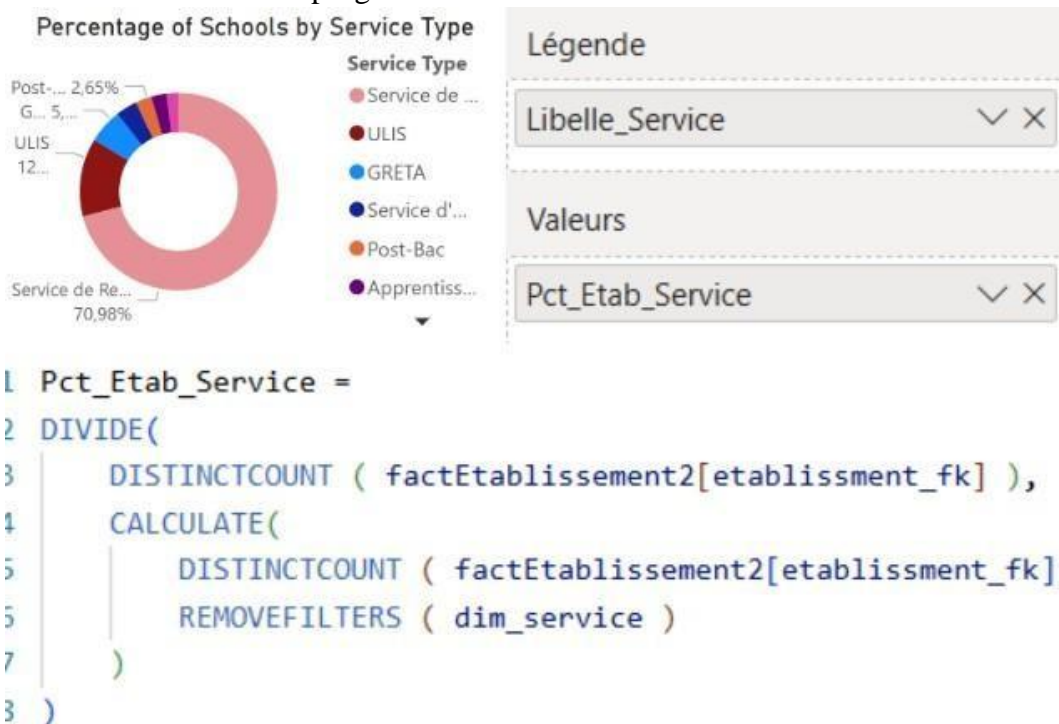 Percentage of Schools by Service Type
Service Type
Service de ...
ULIS
GRETA
Service d'...
Post-Bac
Apprentiss...
Post-... 2,65%
G... 5,...
ULIS
12...
Service de Re...
70,98%
Légende
Libelle_Service
Valeurs
Pct_Etab_Service
1 Pct_Etab_Service =
2 DIVIDE(
3 DISTINCTCOUNT ( factEtablissement2[etablissment_fk] ),
4 CALCULATE(
5 DISTINCTCOUNT ( factEtablissement2[etablissment_fk]
6 REMOVEFILTERS ( dim_service )
7 )
8 )